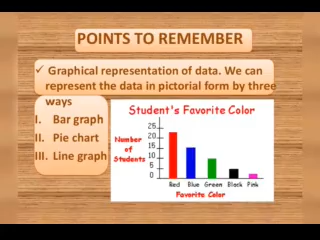 POINTS TO REMEMBER
✓ Graphical representation of data. We can
represent the data in pictorial form by three
ways
I. Bar graph
II. Pie chart
III. Line graph
Student's Favorite Color
Number
of
Students
25
20
15
10
5
0
Red Blue Green Black Pink
Favorite Color